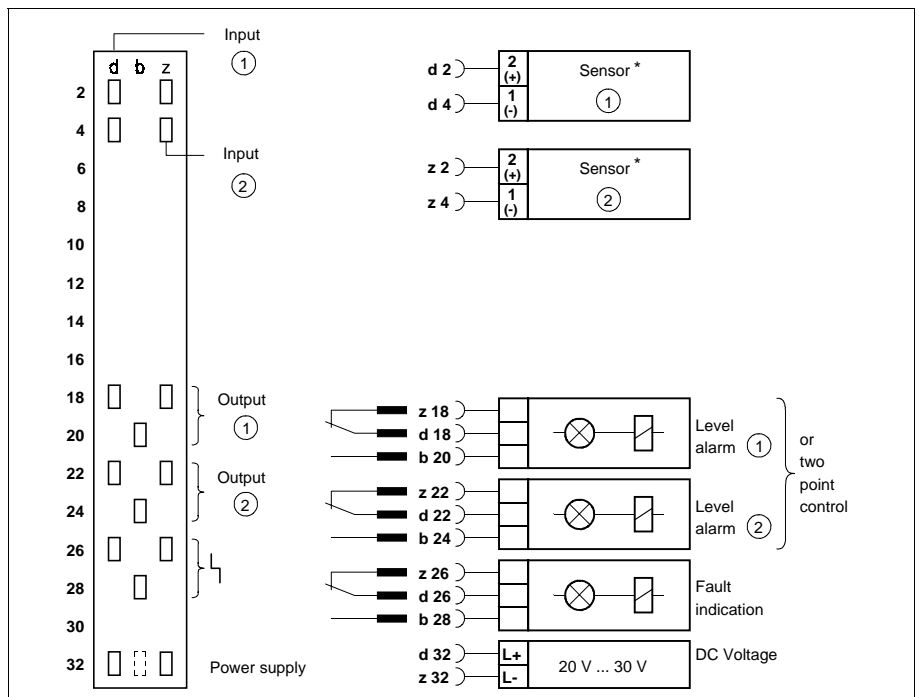 Input
1
d b z
2
4
6
8
10
12
14
16
18
20
22
24
26
28
30
32
Input
2
Output
1
Output
2
Power supply
d 2
2
(+)
d 4
1
(-)
Sensor *
1
z 2
2
(+)
z 4
1
(-)
Sensor *
2
z 18
d 18
b 20
Level
alarm 1
z 22
d 22
b 24
Level
alarm 2
or
two
point
control
z 26
d 26
b 28
Fault
indication
d 32 L+
z 32 L-
20 V ... 30 V
DC Voltage